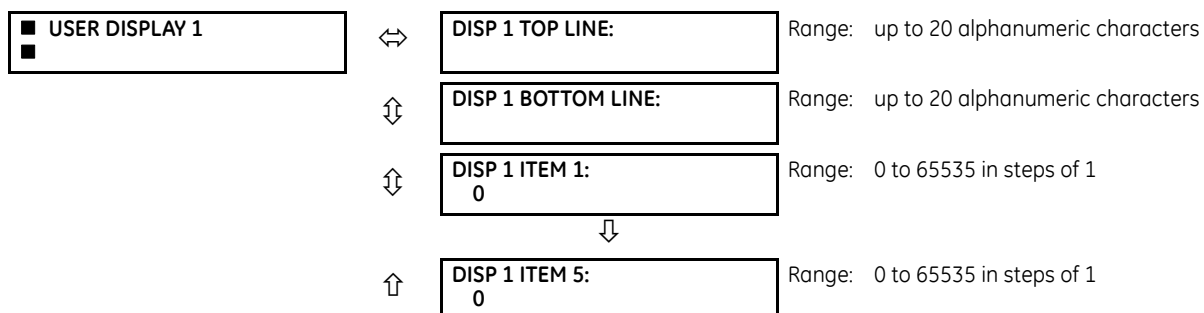 ■ USER DISPLAY 1
■
DISP 1 TOP LINE:
Range: up to 20 alphanumeric characters
DISP 1 BOTTOM LINE:
Range: up to 20 alphanumeric characters
DISP 1 ITEM 1:
0
Range: 0 to 65535 in steps of 1
DISP 1 ITEM 5:
0
Range: 0 to 65535 in steps of 1